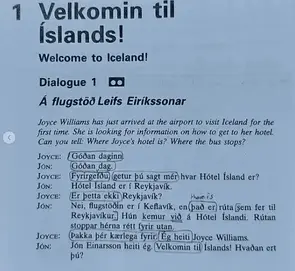 1 Velkomin til
Íslands!
Welcome to Iceland!
Dialogue 1
Á flugstöð Leifs Eiríkssonar
Joyce Williams has just arrived at the airport to visit Iceland for the
first time. She is looking for information on how to get to her hotel.
Can you tell: Where Joyce's hotel is? Where the bus stops?
JOYCE: Góðan daginn.
JÓN: Góðan dag.
JOYCE: Fyrirgefðu, getur þú sagt mér hvar Hótel Ísland er?
JÓN: Hótel Ísland er í Reykjavík.
JOYCE: Er þetta ekki Reykjavík?
JÓN: Nei, flugstöðin er í Keflavík, en það er rúta sem fer til
Reykjavíkur. Hún kemur við á Hótel Íslandi. Rútan
stoppar hérna rétt fyrir utan.
JOYCE: Þakka þér kærlega fyrir. Ég heiti Joyce Williams.
JÓN: Jón Einarsson heiti ég. Velkomin til Íslands! Hvaðan ert
þú?